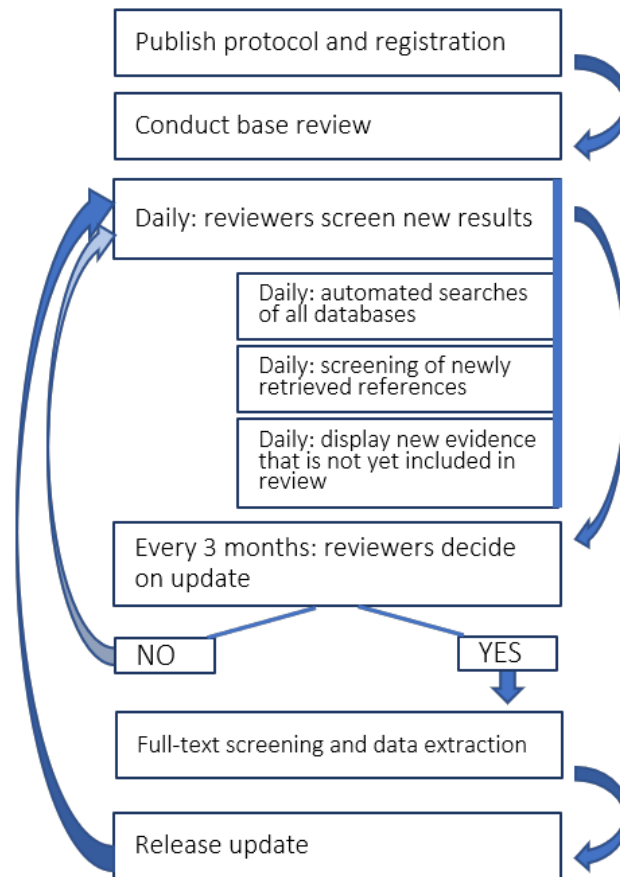 Publish protocol and registration
Conduct base review
Daily: reviewers screen new results
Daily: automated searches
of all databases
Daily: screening of newly
retrieved references
Daily: display new evidence
that is not yet included in
review
Every 3 months: reviewers decide
on update
NO
YES
Full-text screening and data extraction
Release update